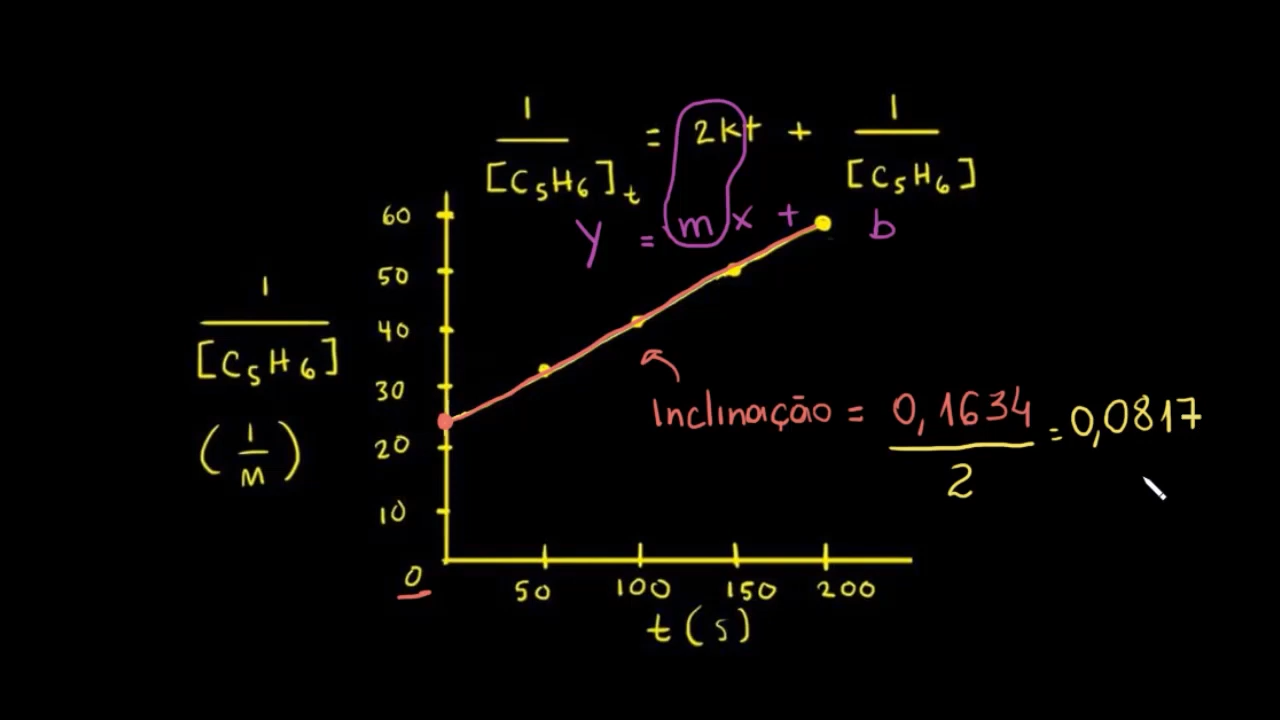 1/[C₅H₆]ₜ = 2kt + 1/[C₅H₆]
y = mx + b
60
50
40
30
20
10
0
1/[C₅H₆]
(1/M)
Inclinação = 0,1634/2 = 0,0817
50 100 150 200
t(s)